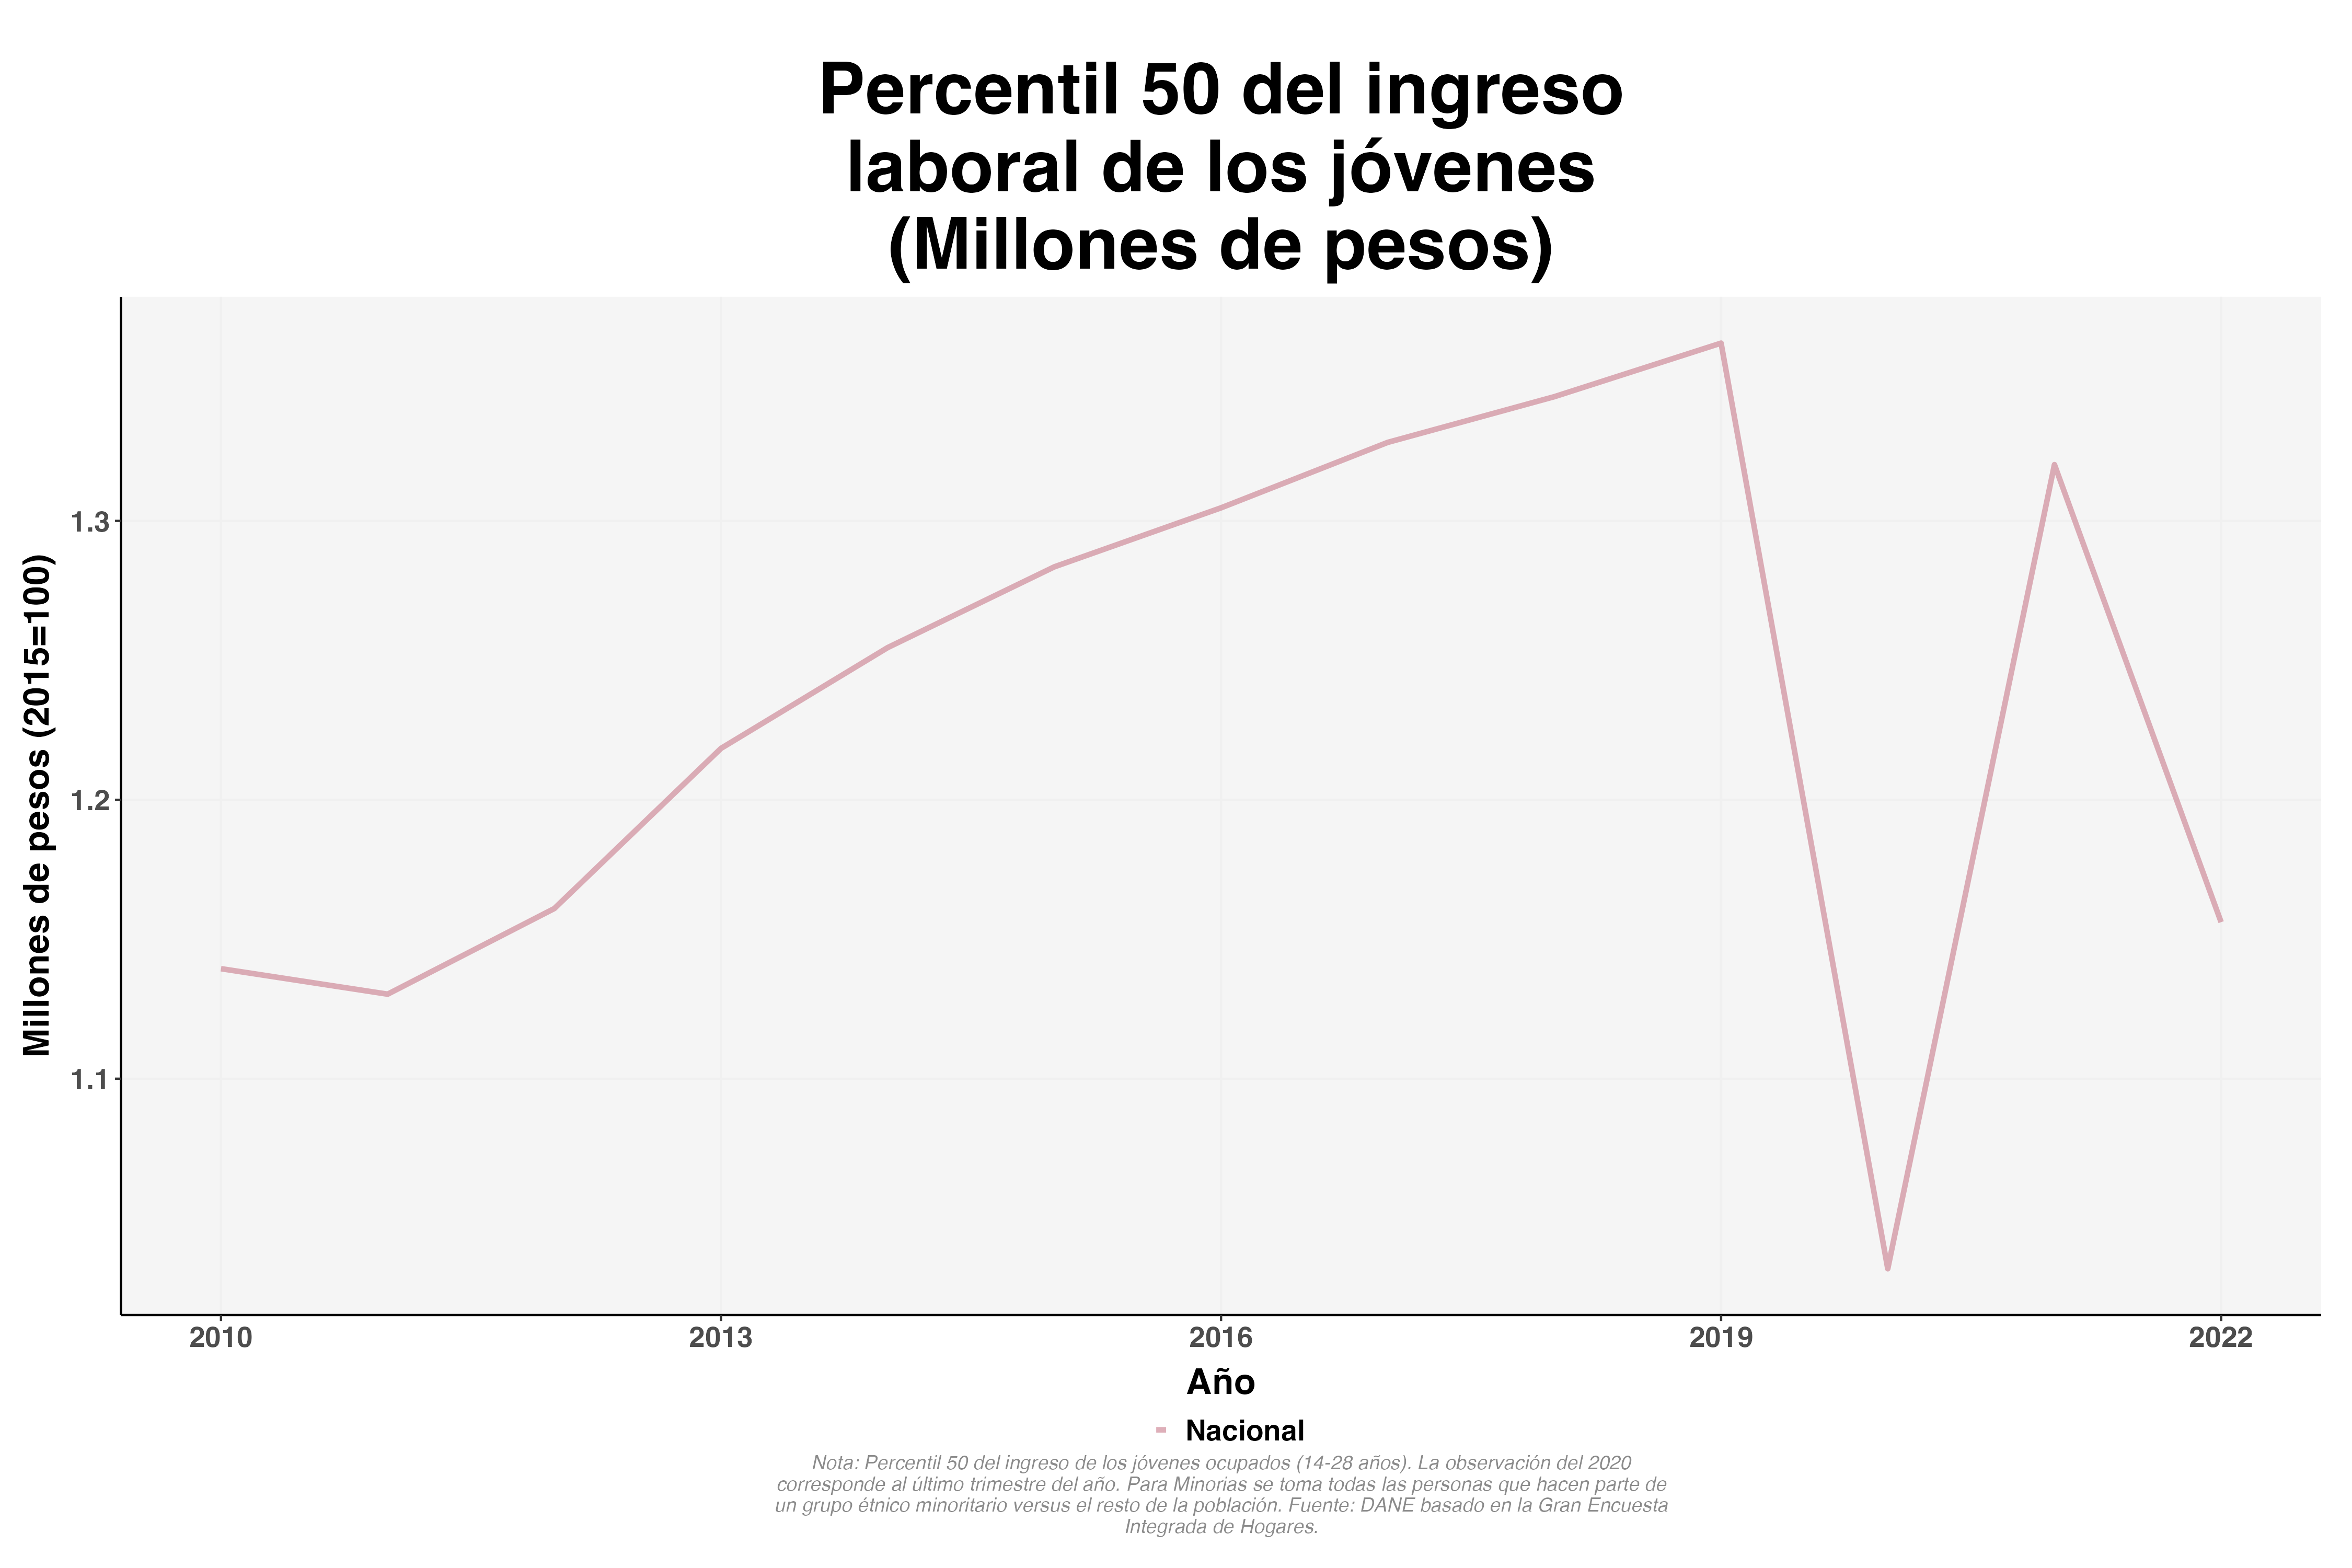 Percentil 50 del ingreso
laboral de los jóvenes
(Millones de pesos)
Millones de pesos (2015=100)
1.3
1.2
1.1
2010
2013
2016
2019
2022
Año
Nacional
Nota: Percentil 50 del ingreso de los jóvenes ocupados (14-28 años). La observación del 2020
corresponde al último trimestre del año. Para Minorias se toma todas las personas que hacen parte de
un grupo étnico minoritario versus el resto de la población. Fuente: DANE basado en la Gran Encuesta
Integrada de Hogares.